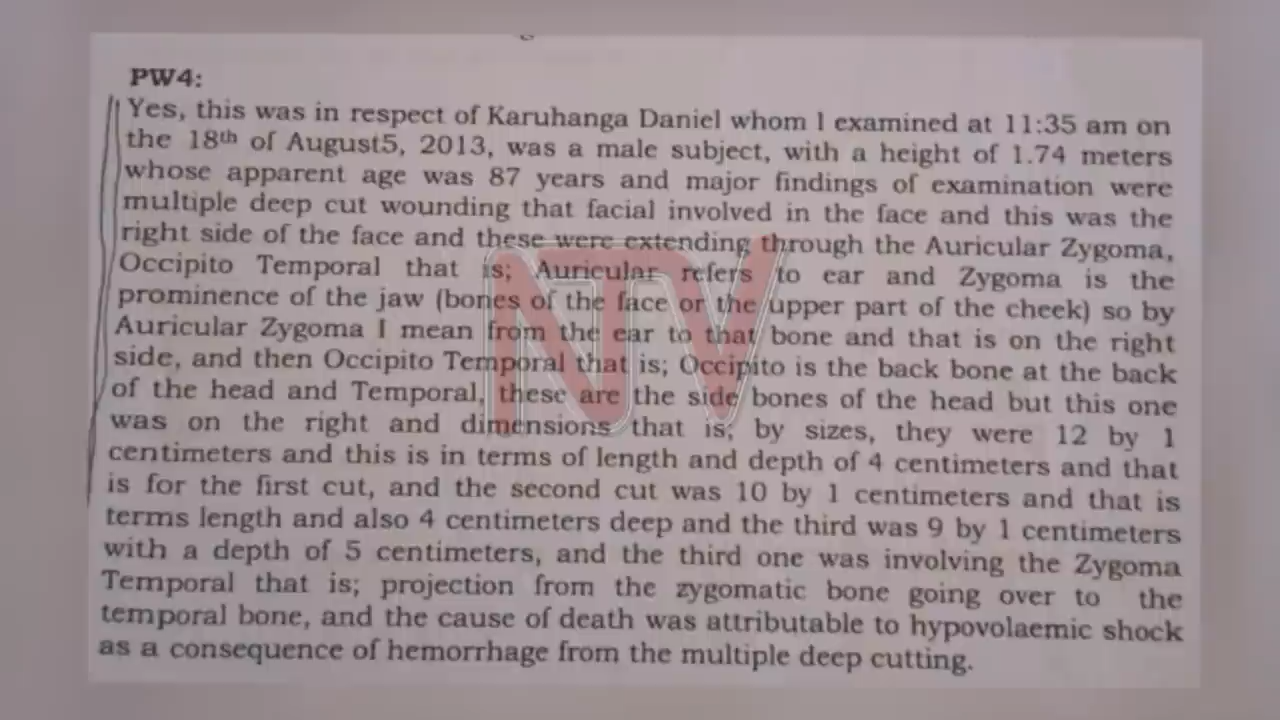 PW4:
Yes, this was in respect of Karuhanga Daniel whom I examined at 11:35 am on
the 18th of August5, 2013, was a male subject, with a height of 1.74 meters
whose apparent age was 87 years and major findings of examination were
multiple deep cut wounding that facial involved in the face and this was the
right side of the face and these were extending through the Auricular Zygoma,
Occipito Temporal that is; Auricular refers to ear and Zygoma is the
prominence of the jaw (bones of the face or the upper part of the cheek) so by
Auricular Zygoma I mean from the ear to that bone and that is on the right
side, and then Occipito Temporal that is; Occipito is the back bone at the back
of the head and Temporal, these are the side bones of the head but this one
was on the right and dimensions that is; by sizes, they were 12 by 1
centimeters and this is in terms of length and depth of 4 centimeters and that
is for the first cut, and the second cut was 10 by 1 centimeters and that is
terms length and also 4 centimeters deep and the third was 9 by 1 centimeters
with a depth of 5 centimeters, and the third one was involving the Zygoma
Temporal that is; projection from the zygomatic bone going over to the
temporal bone, and the cause of death was attributable to hypovolaemic shock
as a consequence of hemorrhage from the multiple deep cutting.
NTV